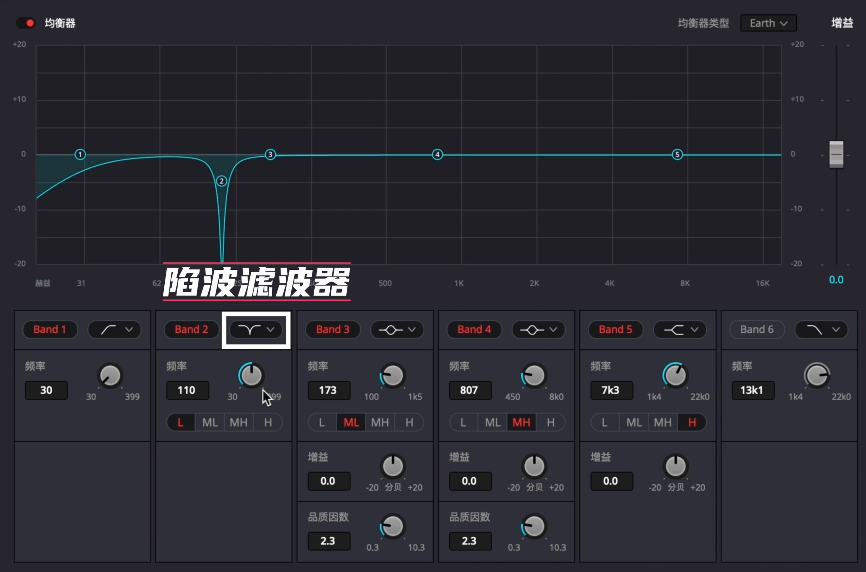 均衡器
均衡器类型 Earth
增益
+20 +20
+10 +10
0 0
-10 -10
-20 -20
1 2 3 4 5
赫兹 31 62 500 1K 2K 4K 8K 16K
陷波滤波器
0.0
Band 1 Band 2 Band 3 Band 4 Band 5 Band 6
频率 频率 频率 频率 频率 频率
30 110 173 807 7k3 13k1
30 399 30 399 100 1k5 450 8k0 1k4 22k0 1k4 22k0
L ML MH H L ML MH H L ML MH H L ML MH H
增益 增益 增益
0.0 0.0 0.0
-20 分贝 +20 -20 分贝 +20 -20 分贝 +20
品质因数 品质因数
2.3 2.3
0.3 10.3 0.3 10.3